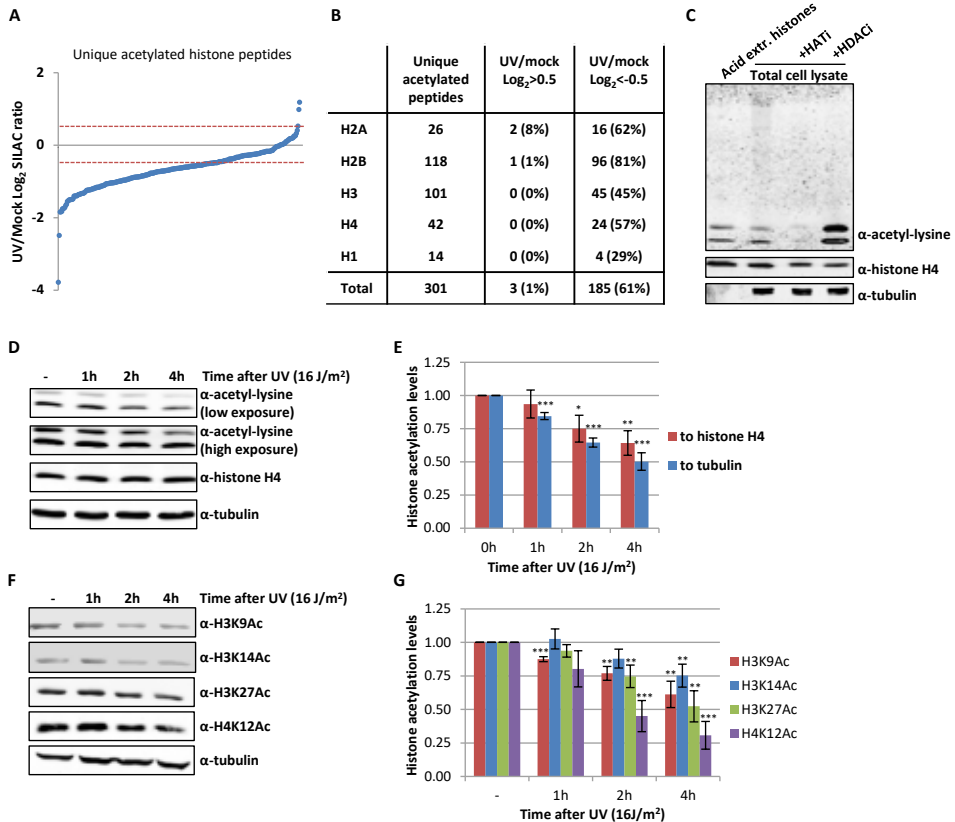 A
Unique acetylated histone peptides
UV/Mock Log2 SILAC ratio
2
0
-2
-4
B
Unique acetylated peptides
UV/mock Log2>0.5
UV/mock Log2<-0.5
H2A 26 2 (8%) 16 (62%)
H2B 118 1 (1%) 96 (81%)
H3 101 0 (0%) 45 (45%)
H4 42 0 (0%) 24 (57%)
H1 14 0 (0%) 4 (29%)
Total 301 3 (1%) 185 (61%)
C
Acid extr. histones
+HATi
+HDACi
Total cell lysate
α-acetyl-lysine
α-histone H4
α-tubulin
D
- 1h 2h 4h Time after UV (16 J/m²)
α-acetyl-lysine
(low exposure)
α-acetyl-lysine
(high exposure)
α-histone H4
α-tubulin
E
Histone acetylation levels
1.25
1.00
0.75
0.50
0.25
0.00
***
*
***
**
***
to histone H4
to tubulin
0h 1h 2h 4h
Time after UV (16 J/m²)
F
- 1h 2h 4h Time after UV (16 J/m²)
α-H3K9Ac
α-H3K14Ac
α-H3K27Ac
α-H4K12Ac
α-tubulin
G
Histone acetylation levels
1.25
1.00
0.75
0.50
0.25
0.00
***
**
**
***
**
**
**
***
H3K9Ac
H3K14Ac
H3K27Ac
H4K12Ac
- 1h 2h 4h
Time after UV (16J/m²)